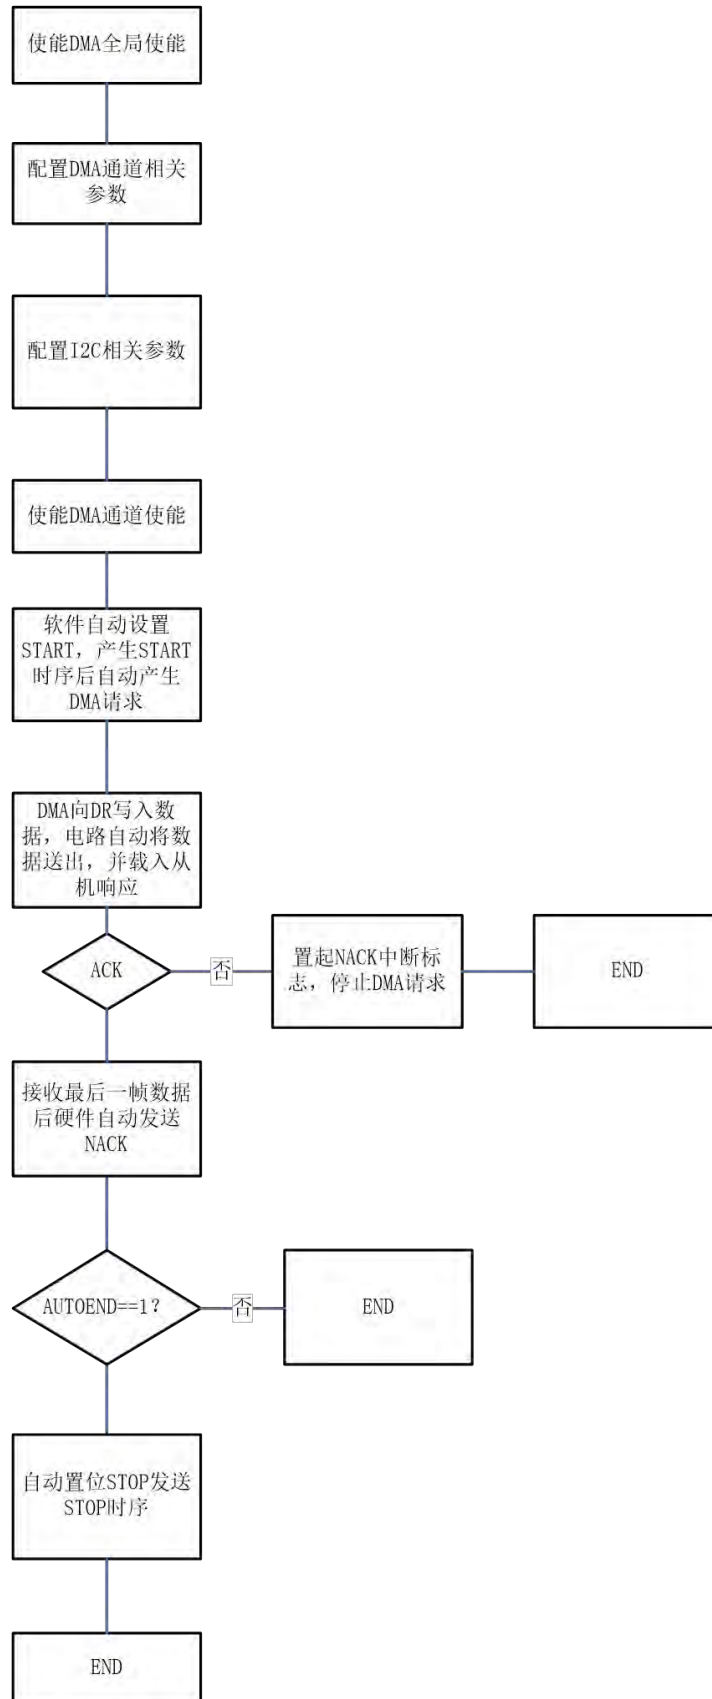 使能DMA全局使能
配置DMA通道相关
参数
配置I2C相关参数
使能DMA通道使能
软件自动设置
START，产生START
时序后自动产生
DMA请求
DMA向DR写入数
据，电路自动将数
据送出，并载入从
机响应
ACK
否
置起NACK中断标
志，停止DMA请求
END
接收最后一帧数据
后硬件自动发送
NACK
AUTOEND==1？
否
END
自动置位STOP发送
STOP时序
END